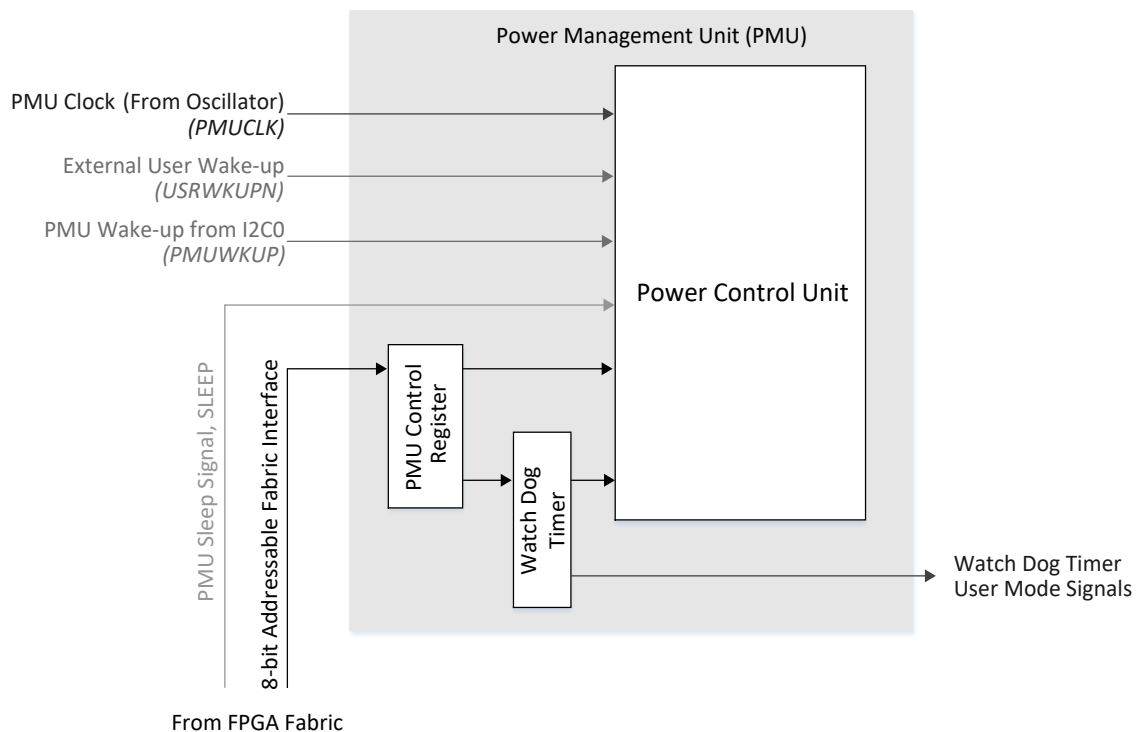 Power Management Unit (PMU)
PMU Clock (From Oscillator)
(PMUCLK)
External User Wake-up
(USRWKUPN)
PMU Wake-up from I2C0
(PMUWKUP)
Power Control Unit
PMU Sleep Signal, SLEEP
8-bit Addressable Fabric Interface
PMU Control
Register
Watch Dog
Timer
Watch Dog Timer
User Mode Signals
From FPGA Fabric